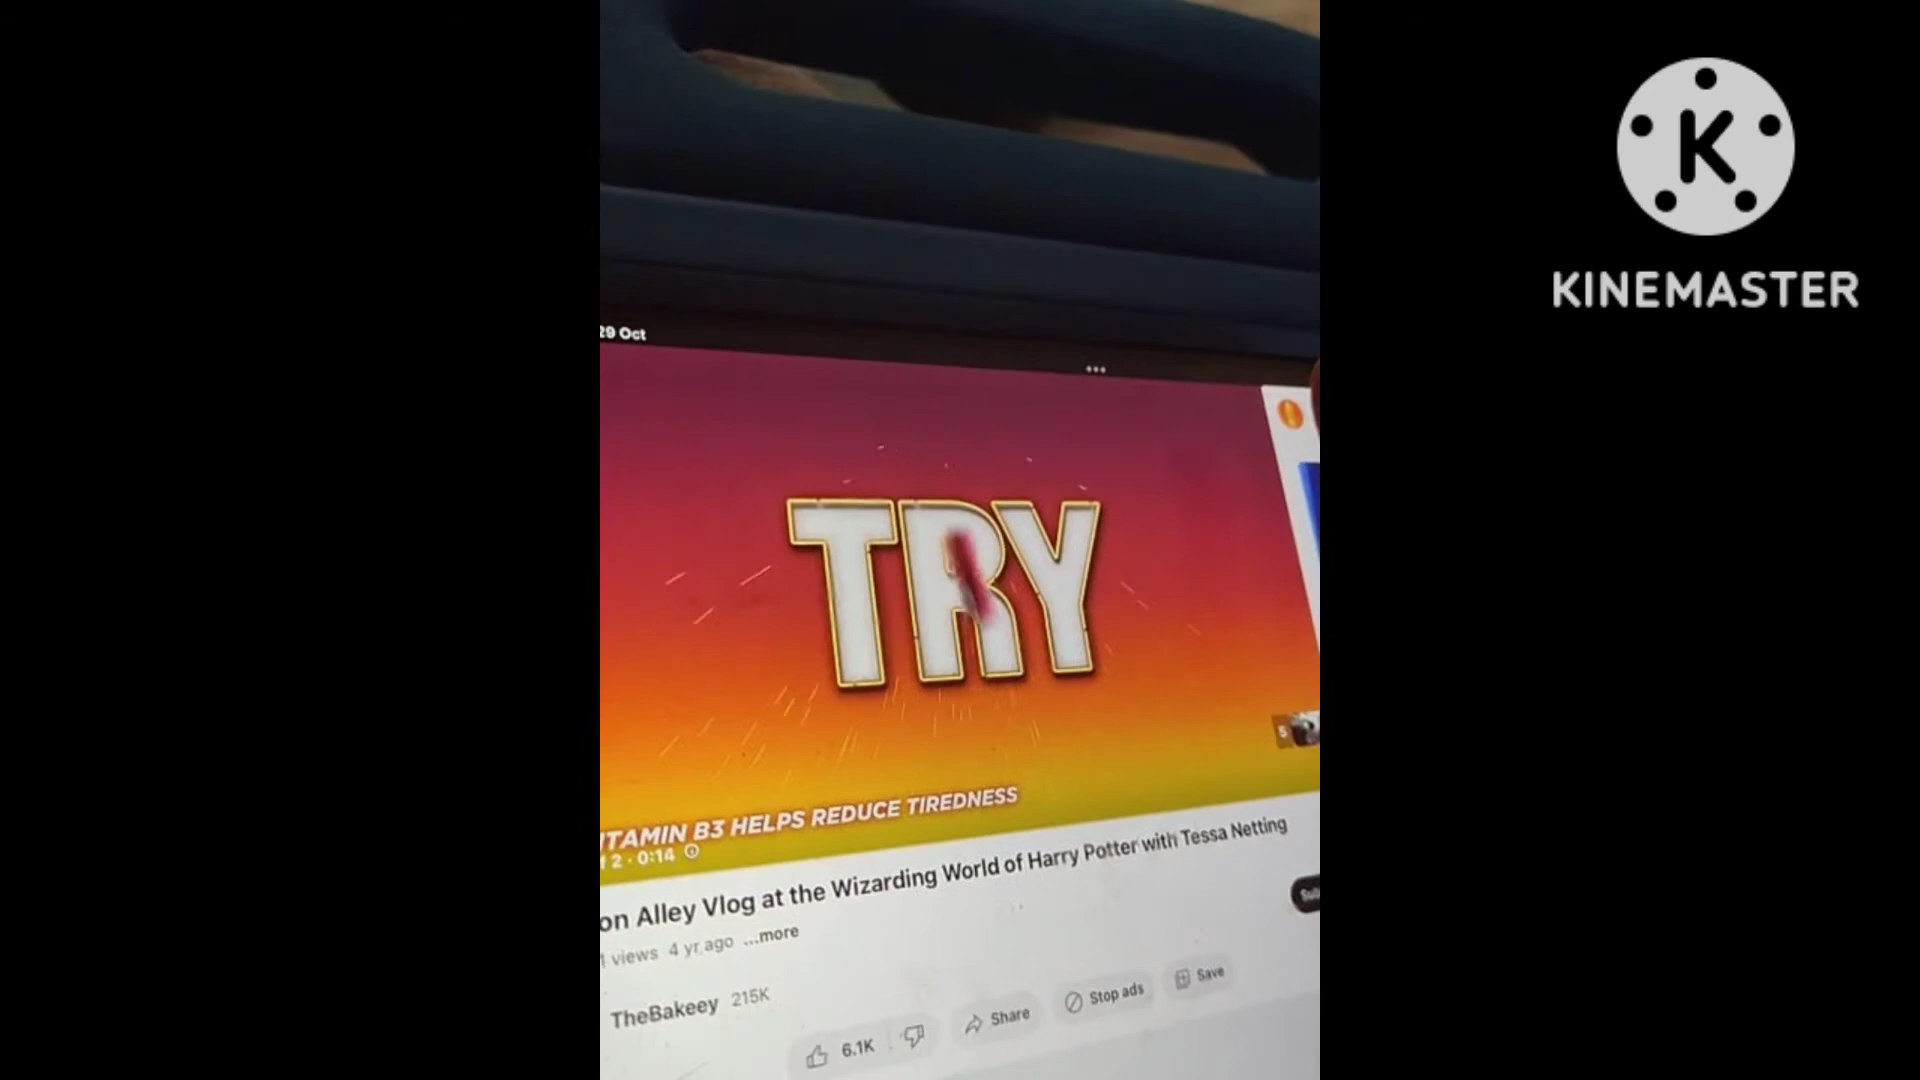 K
KINEMASTER
29 Oct
TRY
ITAMIN B3 HELPS REDUCE TIREDNESS
f 2 · 0:14
on Alley Vlog at the Wizarding World of Harry Potter with Tessa Netting
1 views 4 yr ago ...more
TheBakeey 215K
6.1K
Share
Stop ads
Save